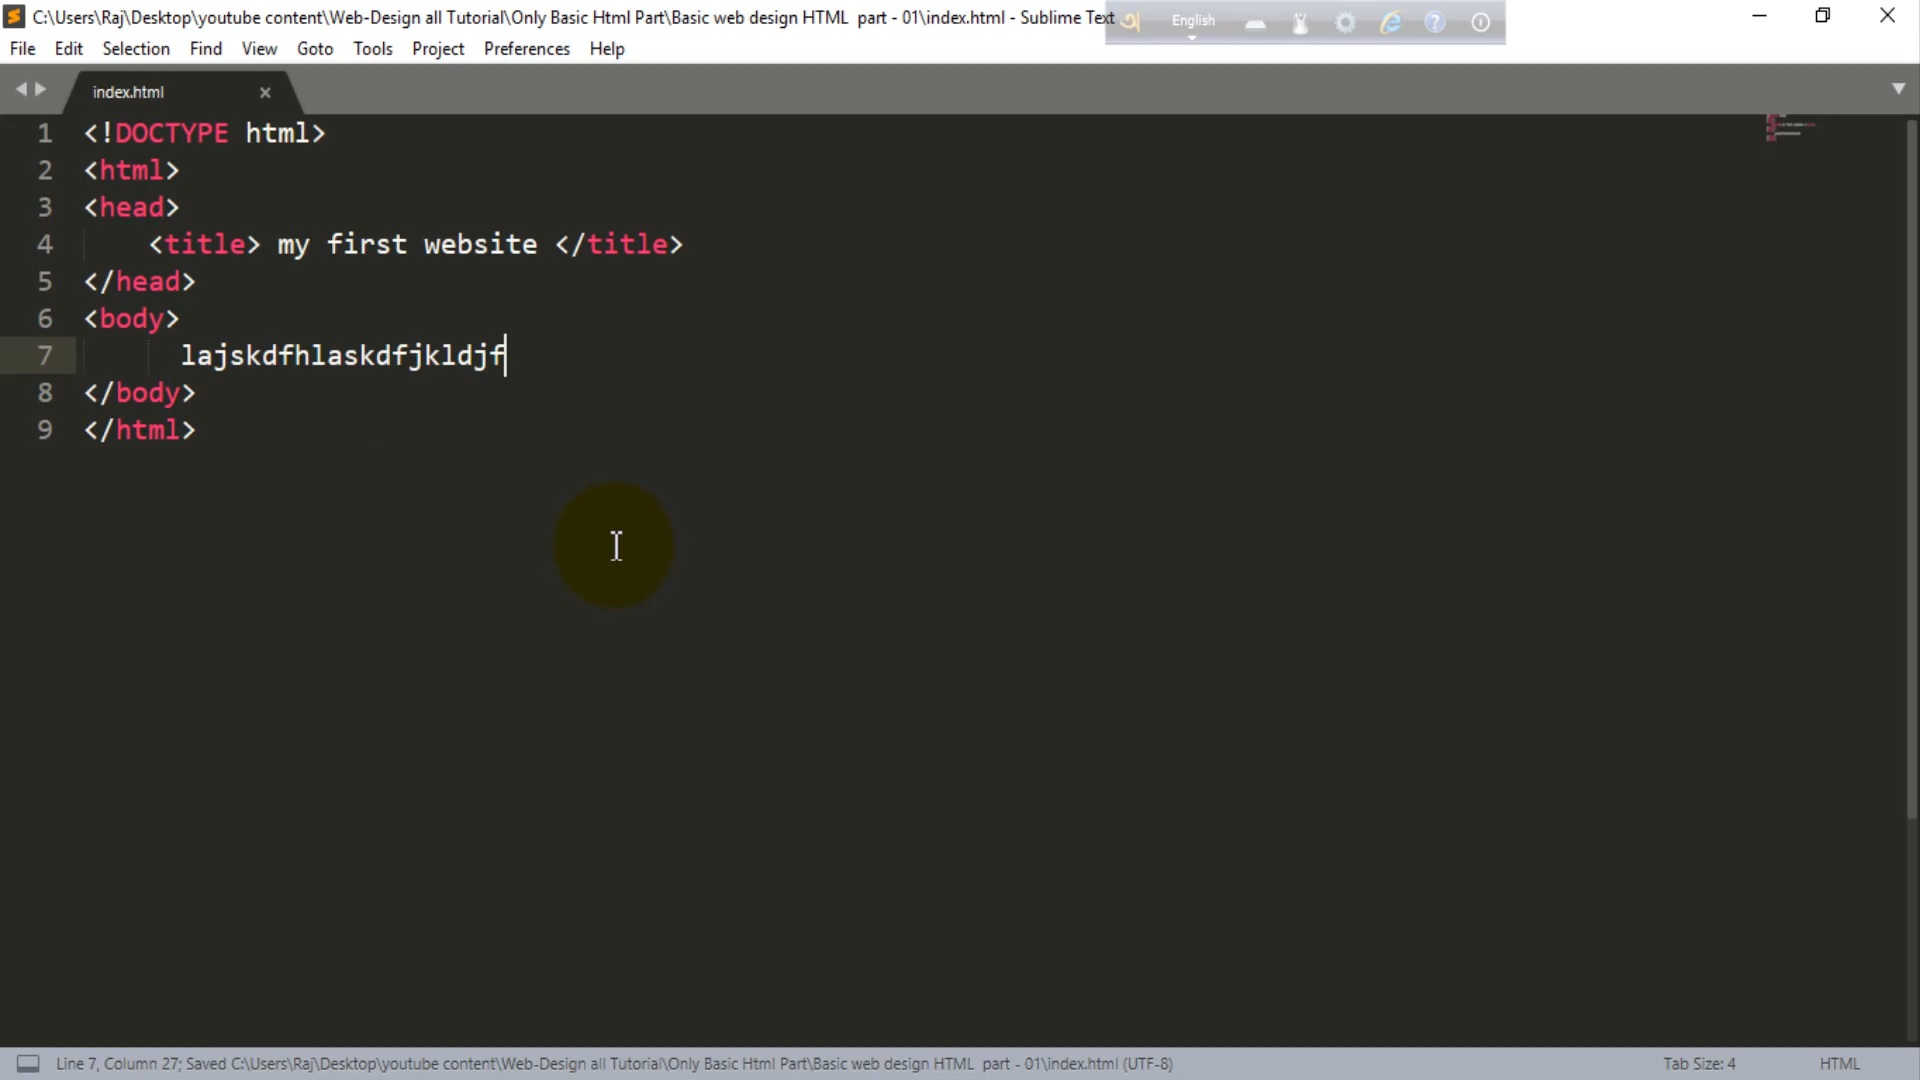 C:\Users\Raj\Desktop\youtube content\Web-Design all Tutorial\Only Basic Html Part\Basic web design HTML  part - 01\index.html - Sublime Text
অ English
File Edit Selection Find View Goto Tools Project Preferences Help
index.html
1 <!DOCTYPE html>
2 <html>
3 <head>
4 <title> my first website </title>
5 </head>
6 <body>
7 lajskdfhlaskdfjkldjf
8 </body>
9 </html>
Line 7, Column 27; Saved C:\Users\Raj\Desktop\youtube content\Web-Design all Tutorial\Only Basic Html Part\Basic web design HTML  part - 01\index.html (UTF-8) Tab Size: 4 HTML